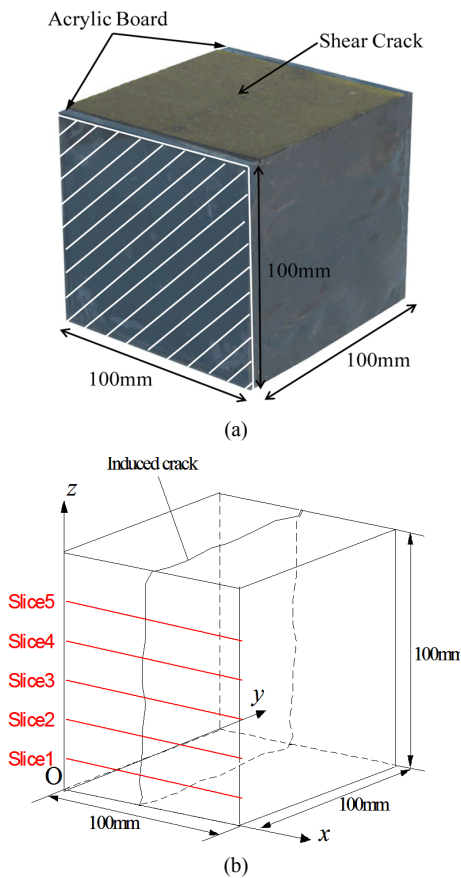 Acrylic Board
Shear Crack
100mm
100mm
100mm
(a)
Induced crack
z
Slice5
Slice4
Slice3
Slice2
Slice1
y
100mm
O
100mm
100mm
x
(b)